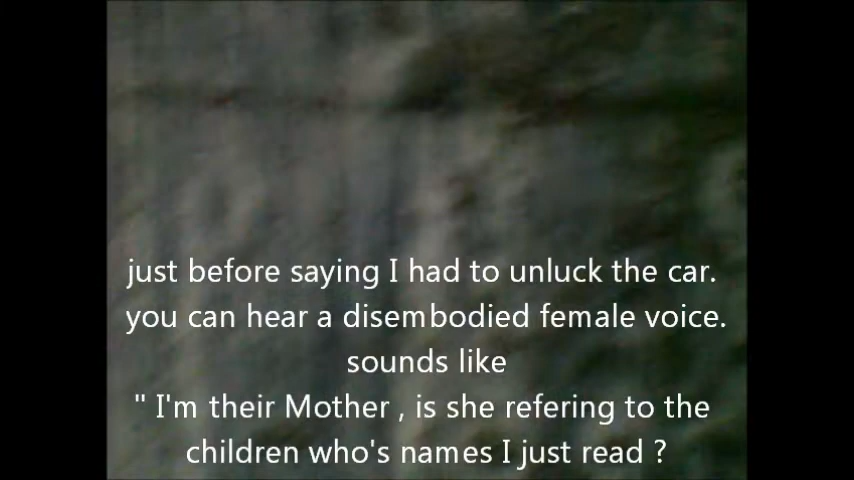 just before saying I had to unluck the car.
you can hear a disembodied female voice.
sounds like
" I'm their Mother , is she refering to the
children who's names I just read ?